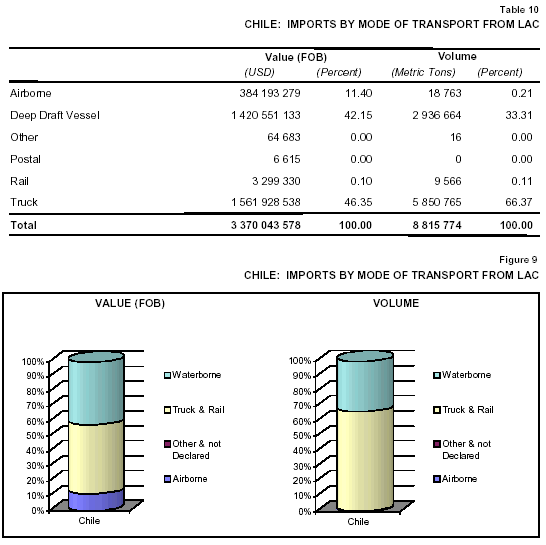 Table 10
CHILE: IMPORTS BY MODE OF TRANSPORT FROM LAC
Value (FOB) Volume
(USD) (Percent) (Metric Tons) (Percent)
Airborne 384 193 279 11.40 18 763 0.21
Deep Draft Vessel 1 420 551 133 42.15 2 936 664 33.31
Other 64 683 0.00 16 0.00
Postal 6 615 0.00 0 0.00
Rail 3 299 330 0.10 9 566 0.11
Truck 1 561 928 538 46.35 5 850 765 66.37
Total 3 370 043 578 100.00 8 815 774 100.00
Figure 9
CHILE: IMPORTS BY MODE OF TRANSPORT FROM LAC
VALUE (FOB)
100%
90%
80%
70%
60%
50%
40%
30%
20%
10%
0%
Chile
Waterborne
Truck & Rail
Other & not
Declared
Airborne
VOLUME
100%
90%
80%
70%
60%
50%
40%
30%
20%
10%
0%
Chile
Waterborne
Truck & Rail
Other & not
Declared
Airborne